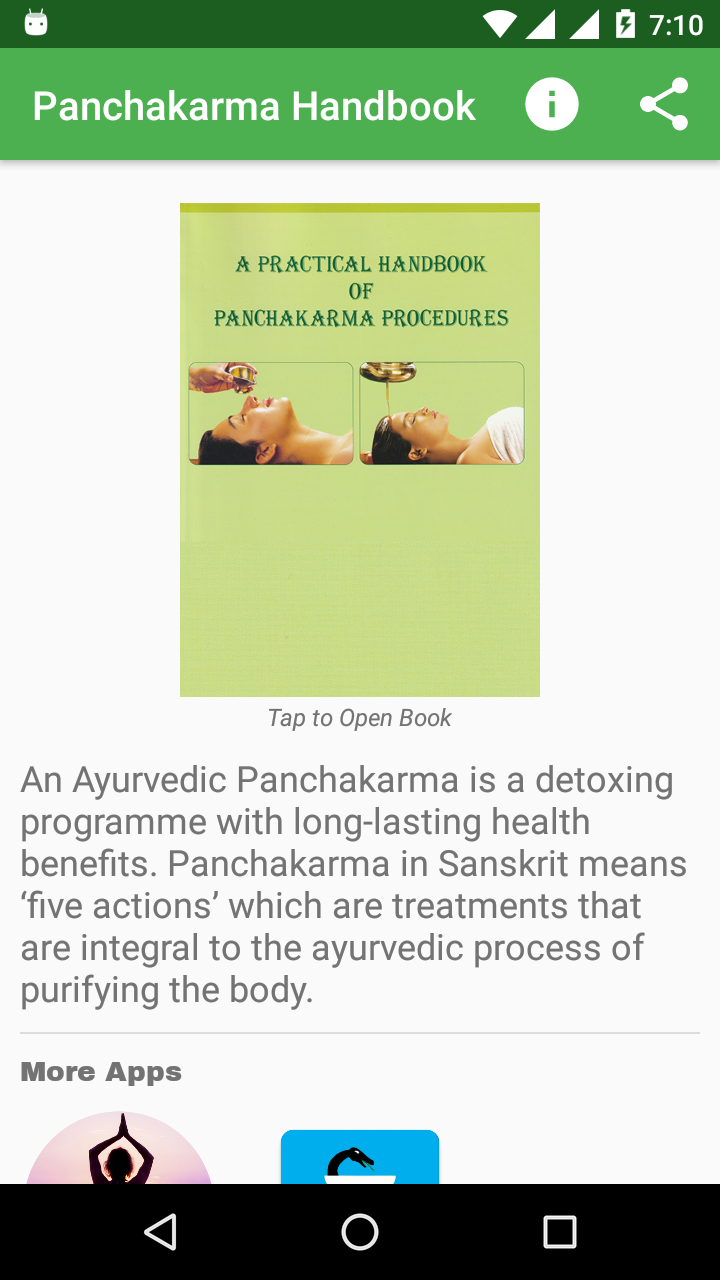 7:10
Panchakarma Handbook
A PRACTICAL HANDBOOK
OF
PANCHAKARMA PROCEDURES
Tap to Open Book
An Ayurvedic Panchakarma is a detoxing
programme with long-lasting health
benefits. Panchakarma in Sanskrit means
‘five actions’ which are treatments that
are integral to the ayurvedic process of
purifying the body.
More Apps